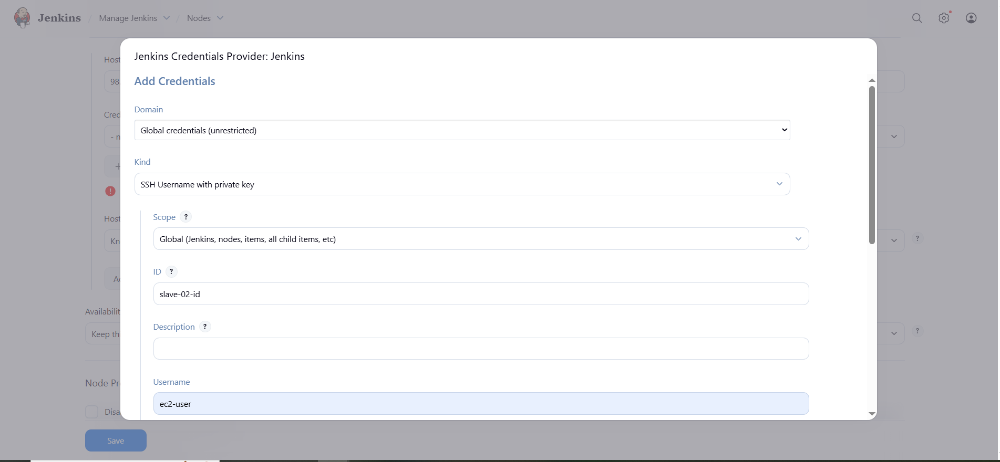 Jenkins / Manage Jenkins / Nodes
Jenkins Credentials Provider: Jenkins
Add Credentials
Domain
Global credentials (unrestricted)
Kind
SSH Username with private key
Scope ?
Global (Jenkins, nodes, items, all child items, etc)
ID ?
slave-02-id
Description ?
Username
ec2-user
Host
98.
Cred
- n
+
Host
Kn
?
Ad
Availabilit
Keep thi
?
Node Pr
Disa
Save